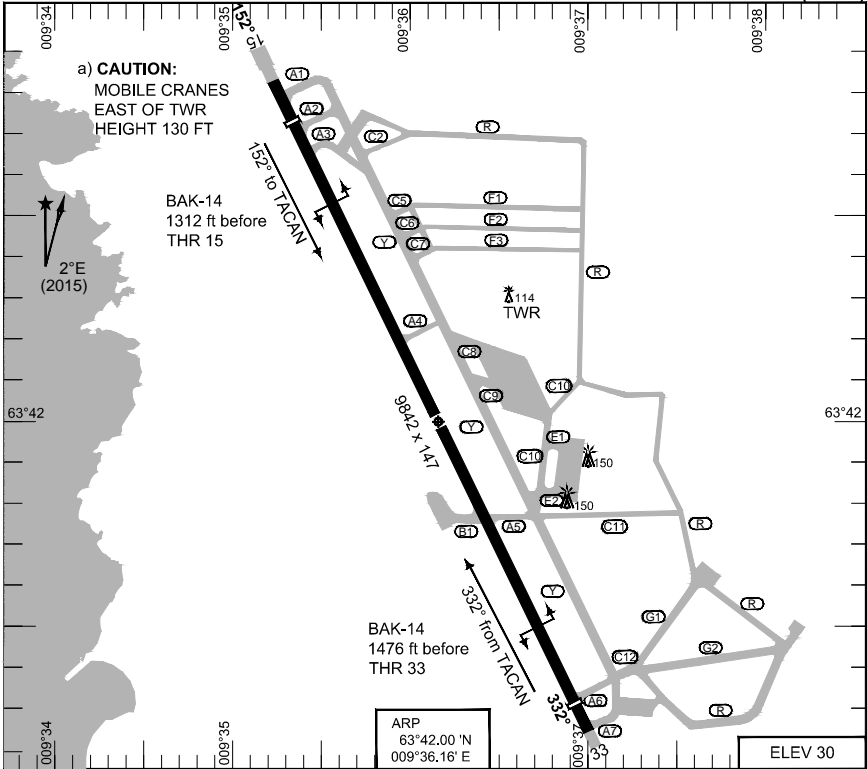 009°34
009°35
152°
15
009°36
009°37
009°38
a) CAUTION:
MOBILE CRANES
EAST OF TWR
HEIGHT 130 FT
A1
A2
A3
C2
R
152° to TACAN
BAK-14
1312 ft before
THR 15
C5
F1
C6
F2
Y
C7
F3
2°E
(2015)
R
114
TWR
A4
C8
C10
C9
63°42
63°42
9842 x 147
Y
E1
C10
150
E2
150
B1
A5
C11
R
332° from TACAN
Y
R
G1
BAK-14
1476 ft before
THR 33
G2
C12
332°
A6
R
A7
33
009°34
009°35
009°37
ARP
63°42.00 'N
009°36.16' E
ELEV 30